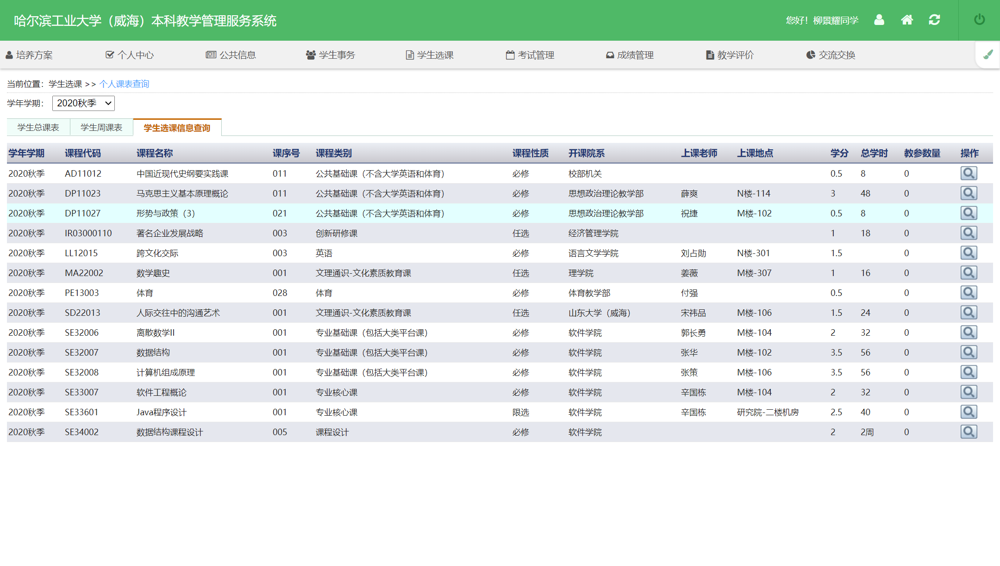 哈尔滨工业大学（威海）本科教学管理服务系统
您好！柳景耀同学
培养方案 个人中心 公共信息 学生事务 学生选课 考试管理 成绩管理 教学评价 交流交换
当前位置：学生选课 >> 个人课表查询
学年学期： 2020秋季
学生总课表 学生周课表 学生选课信息查询
学年学期 课程代码 课程名称 课序号 课程类别 课程性质 开课院系 上课老师 上课地点 学分 总学时 教参数量 操作
2020秋季 AD11012 中国近现代史纲要实践课 011 公共基础课（不含大学英语和体育） 必修 校部机关 0.5 8 0
2020秋季 DP11023 马克思主义基本原理概论 011 公共基础课（不含大学英语和体育） 必修 思想政治理论教学部 薛爽 N楼-114 3 48 0
2020秋季 DP11027 形势与政策（3） 021 公共基础课（不含大学英语和体育） 必修 思想政治理论教学部 祝捷 M楼-102 0.5 8 0
2020秋季 IR03000110 著名企业发展战略 003 创新研修课 任选 经济管理学院 1 18 0
2020秋季 LL12015 跨文化交际 003 英语 必修 语言文学学院 刘占勋 N楼-301 1.5 0
2020秋季 MA22002 数学趣史 001 文理通识-文化素质教育课 任选 理学院 姜薇 M楼-307 1 16 0
2020秋季 PE13003 体育 028 体育 必修 体育教学部 付强 0.5 0
2020秋季 SD22013 人际交往中的沟通艺术 001 文理通识-文化素质教育课 任选 山东大学（威海） 宋祎品 M楼-106 1.5 24 0
2020秋季 SE32006 离散数学II 001 专业基础课（包括大类平台课） 必修 软件学院 郭长勇 M楼-104 2 32 0
2020秋季 SE32007 数据结构 001 专业基础课（包括大类平台课） 必修 软件学院 张华 M楼-102 3.5 56 0
2020秋季 SE32008 计算机组成原理 001 专业基础课（包括大类平台课） 必修 软件学院 张策 M楼-106 3.5 56 0
2020秋季 SE33007 软件工程概论 001 专业核心课 必修 软件学院 辛国栋 M楼-104 2 32 0
2020秋季 SE33601 Java程序设计 001 专业核心课 限选 软件学院 辛国栋 研究院-二楼机房 2.5 40 0
2020秋季 SE34002 数据结构课程设计 005 课程设计 必修 软件学院 2 2周 0